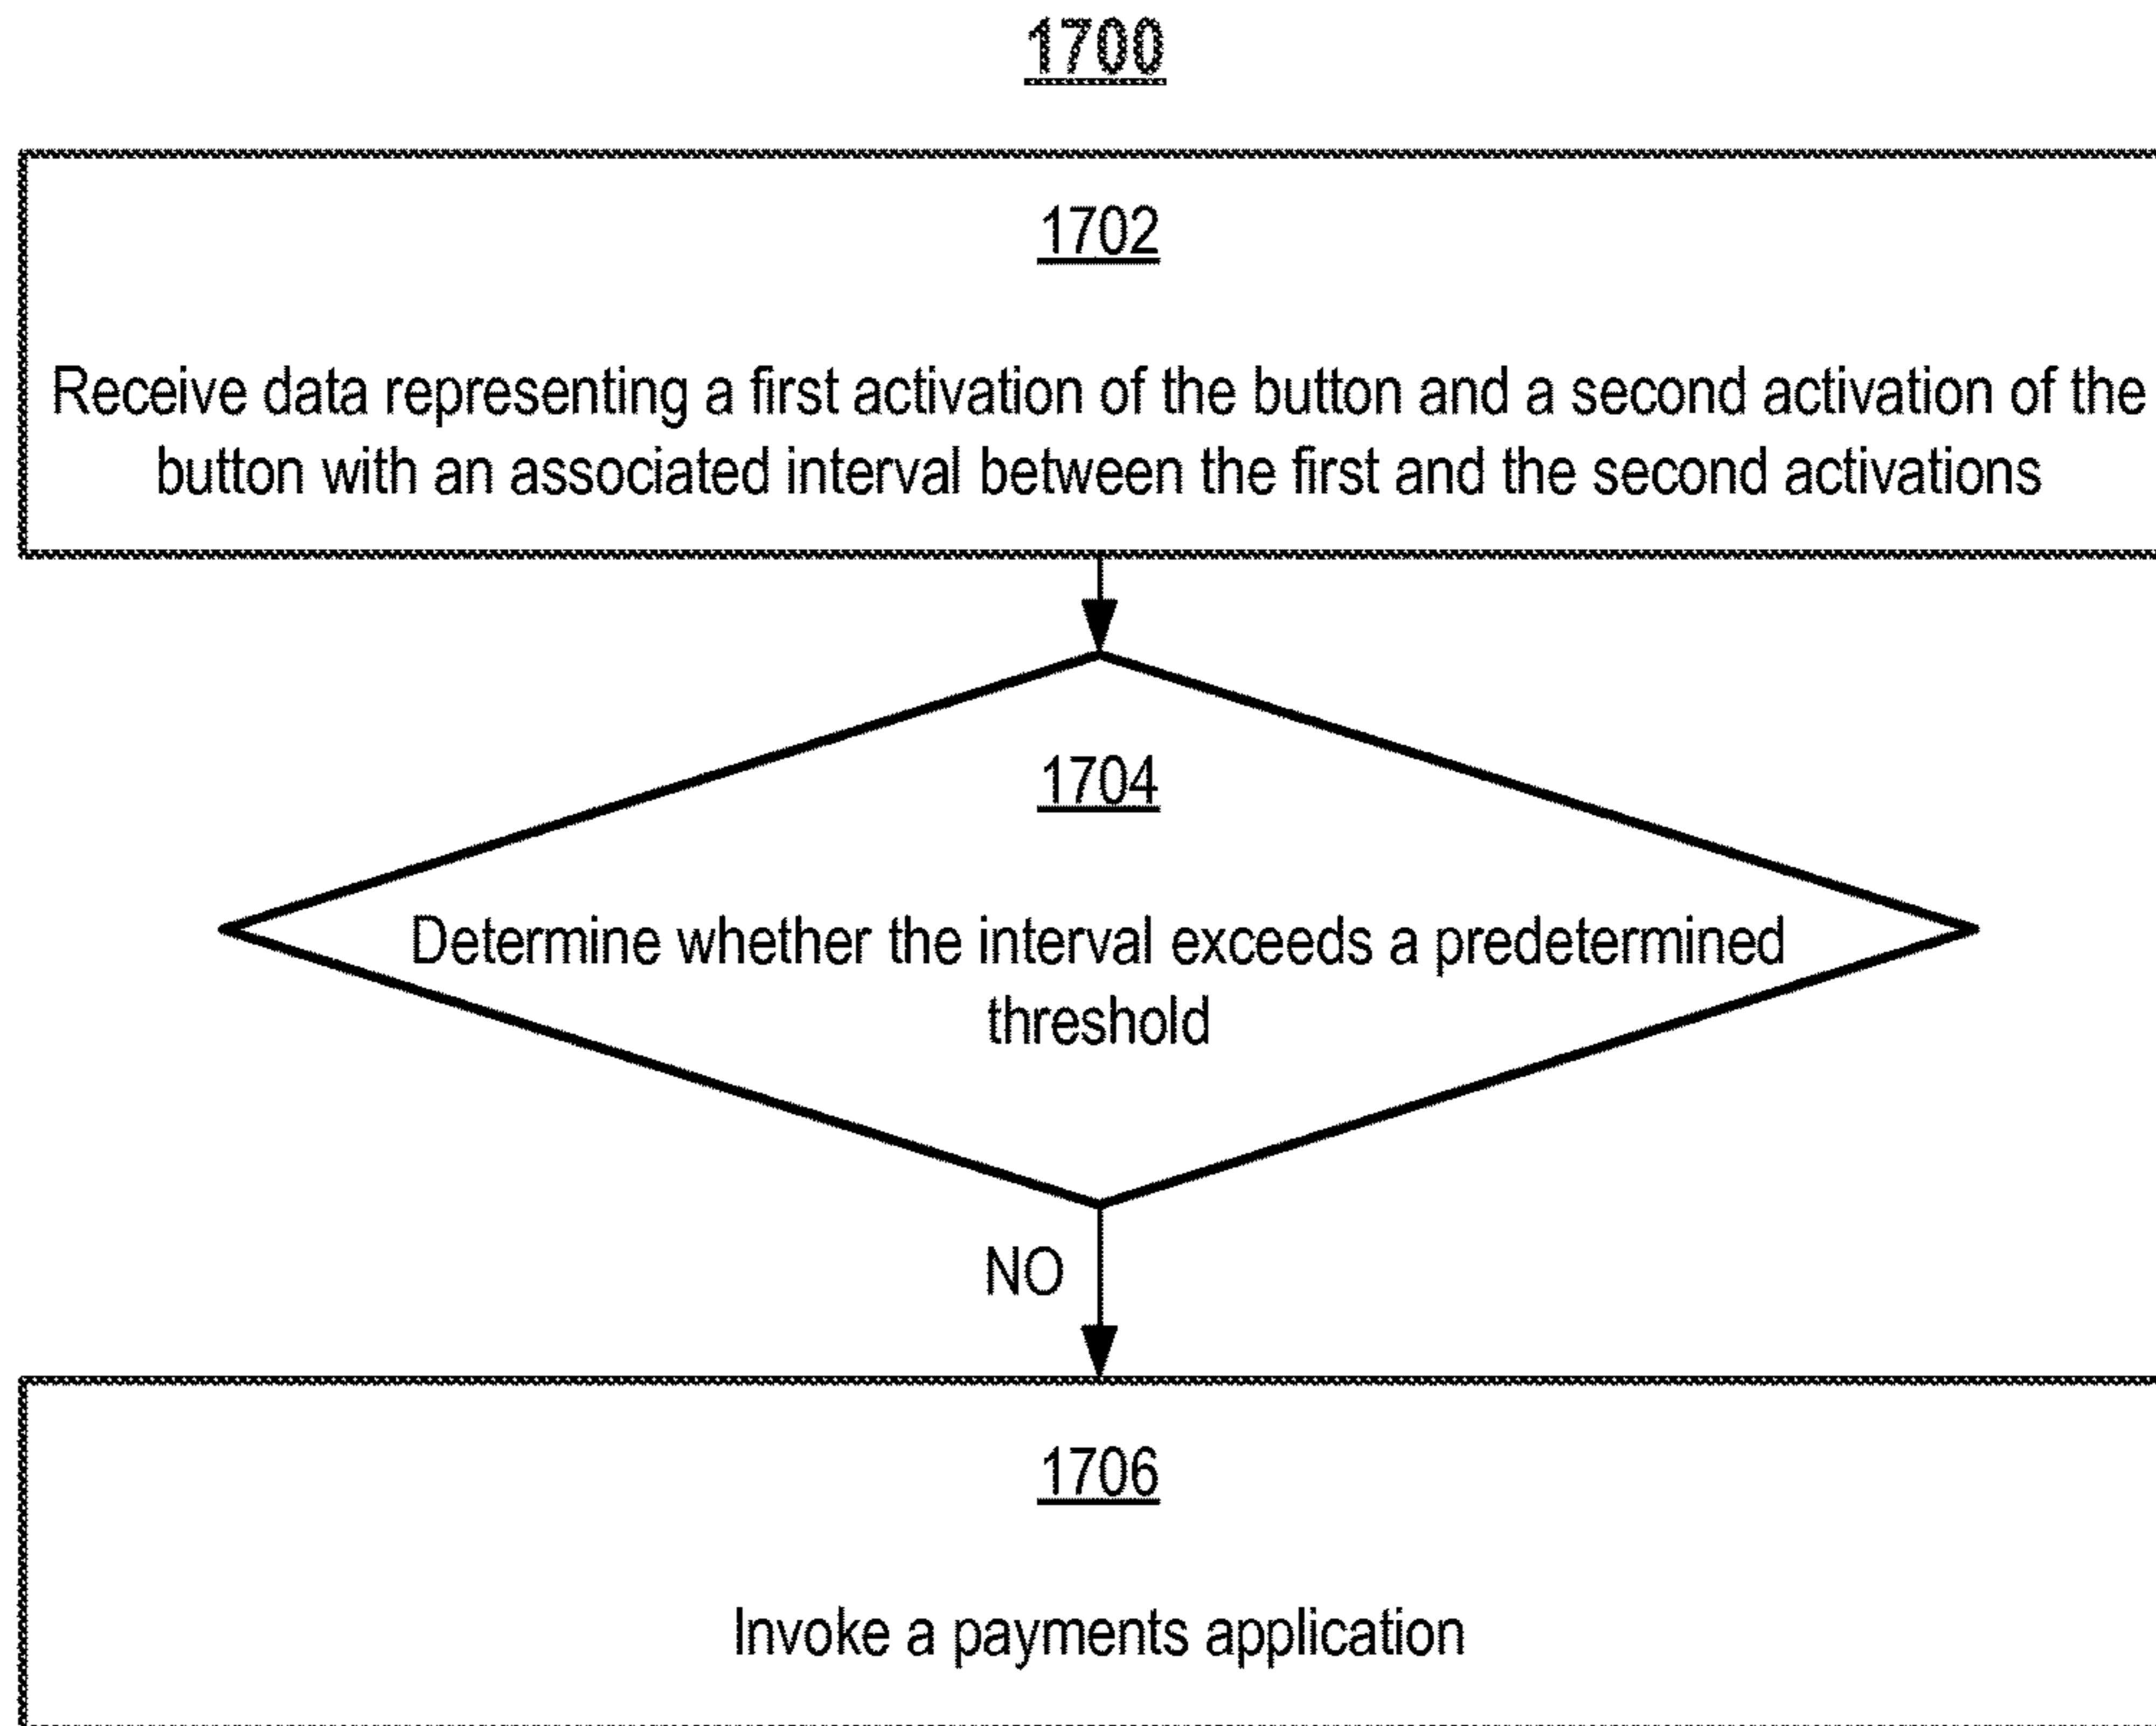 1700
1702
Receive data representing a first activation of the button and a second activation of the
button with an associated interval between the first and the second activations
1704
Determine whether the interval exceeds a predetermined
threshold
NO
1706
Invoke a payments application